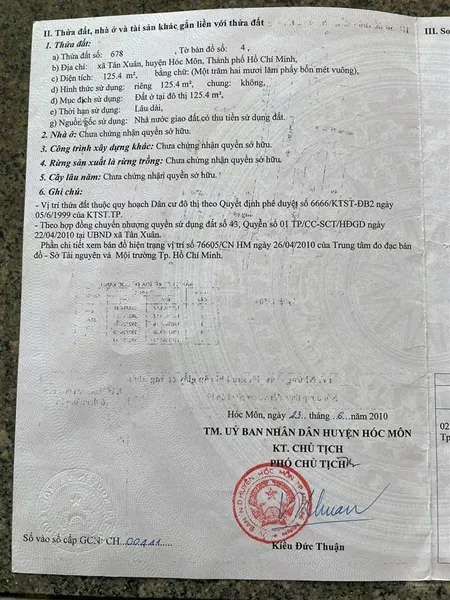 II. Thửa đất, nhà ở và tài sản khác gắn liền với thửa đất
III. Sơ
1. Thửa đất:
a) Thửa đất số: 678 , Tờ bản đồ số: 4 ,
b) Địa chỉ: xã Tân Xuân, huyện Hóc Môn, Thành phố Hồ Chí Minh,
c) Diện tích: 125.4 m², bằng chữ: (Một trăm hai mươi lăm phẩy bốn mét vuông),
d) Hình thức sử dụng: riêng 125.4 m², chung: không,
đ) Mục đích sử dụng: Đất ở tại đô thị 125.4 m²,
e) Thời hạn sử dụng: Lâu dài,
g) Nguồn gốc sử dụng: Nhà nước giao đất có thu tiền sử dụng đất.
2. Nhà ở: Chưa chứng nhận quyền sở hữu.
3. Công trình xây dựng khác: Chưa chứng nhận quyền sở hữu.
4. Rừng sản xuất là rừng trồng: Chưa chứng nhận quyền sở hữu.
5. Cây lâu năm: Chưa chứng nhận quyền sở hữu.
6. Ghi chú:
- Vị trí thửa đất thuộc quy hoạch Dân cư đô thị theo Quyết định phê duyệt số 6666/KTST-ĐB2 ngày
05/6/1999 của KTST.TP.
- Theo hợp đồng chuyển nhượng quyền sử dụng đất số 43, Quyển số 01 TP/CC-SCT/HĐGD ngày
22/04/2010 tại UBND xã Tân Xuân.
Phần chi tiết xem bản đồ hiện trạng vị trí số 76605/CN HM ngày 26/04/2010 của Trung tâm đo đạc bản
đồ - Sở Tài nguyên và Môi trường Tp. Hồ Chí Minh.
Hóc Môn, ngày 23 tháng 6 năm 2010
TM. UỶ BAN NHÂN DÂN HUYỆN HÓC MÔN
KT. CHỦ TỊCH
PHÓ CHỦ TỊCH
02
Tp
Số vào sổ cấp GCN: CH 00441
Kiều Đức Thuận